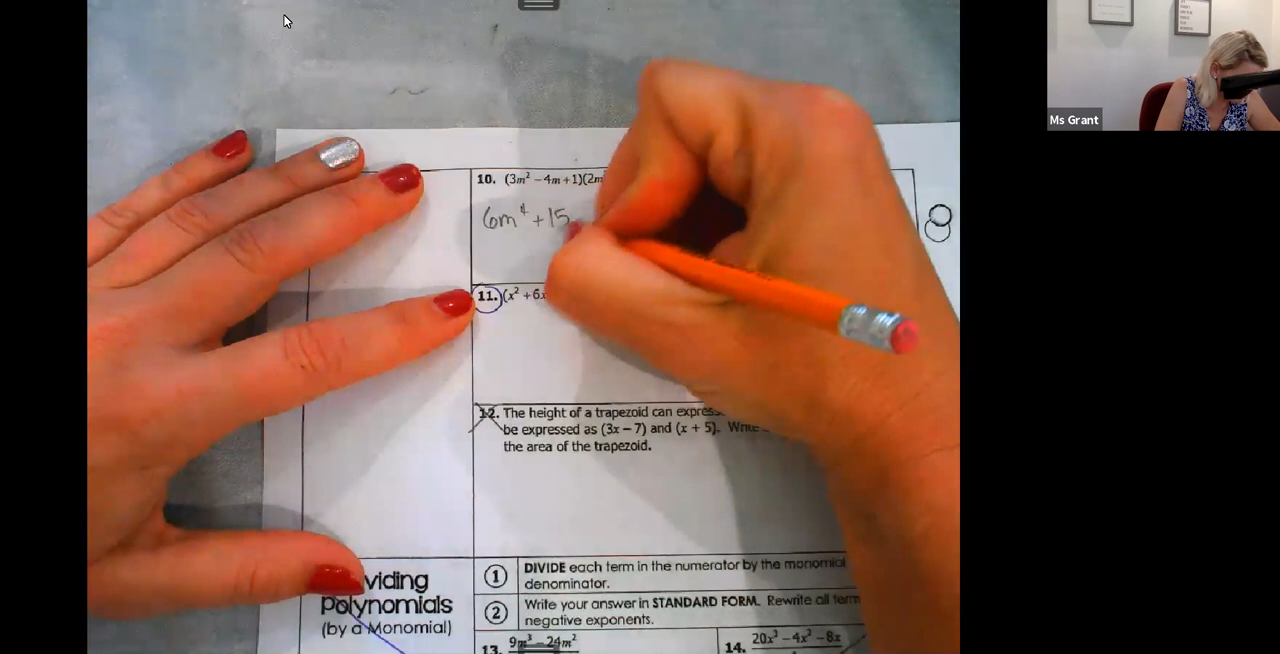 Ms Grant
10. (3m² – 4m + 1)(2m
6m⁴ + 15
11. (x² + 6x
12. The height of a trapezoid can express
be expressed as (3x – 7) and (x + 5). Write
the area of the trapezoid.
viding
Polynomials
(by a Monomial)
1 DIVIDE each term in the numerator by the monomial
denominator.
2 Write your answer in STANDARD FORM. Rewrite all term
negative exponents.
13. 9m³ – 24m²
14. 20x³ – 4x² – 8x